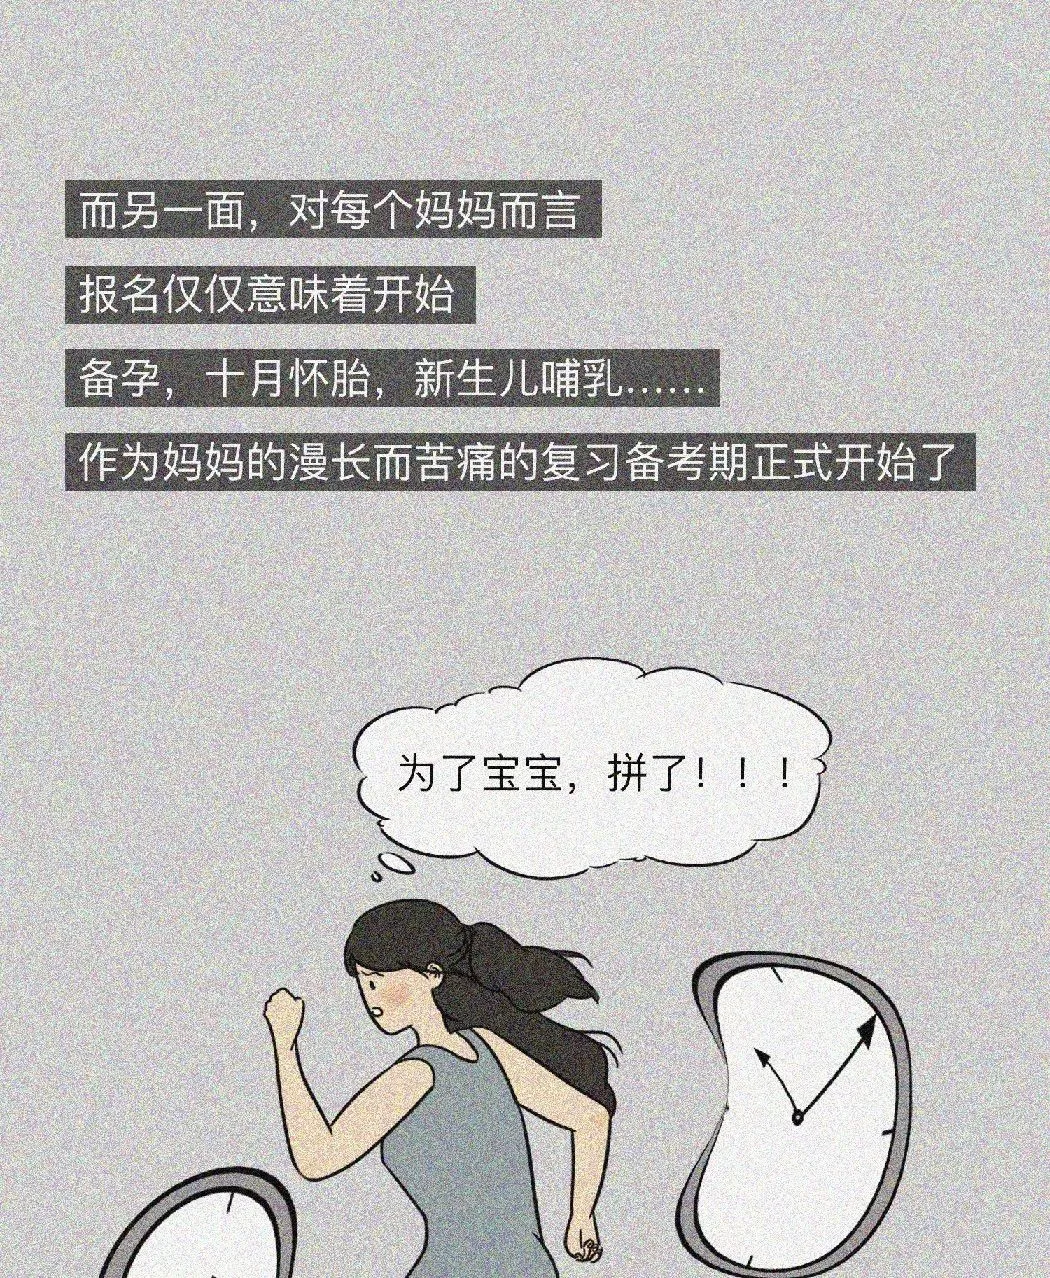 而另一面，对每个妈妈而言
报名仅仅意味着开始
备孕，十月怀胎，新生儿哺乳……
作为妈妈的漫长而苦痛的复习备考期正式开始了
为了宝宝，拼了！！！